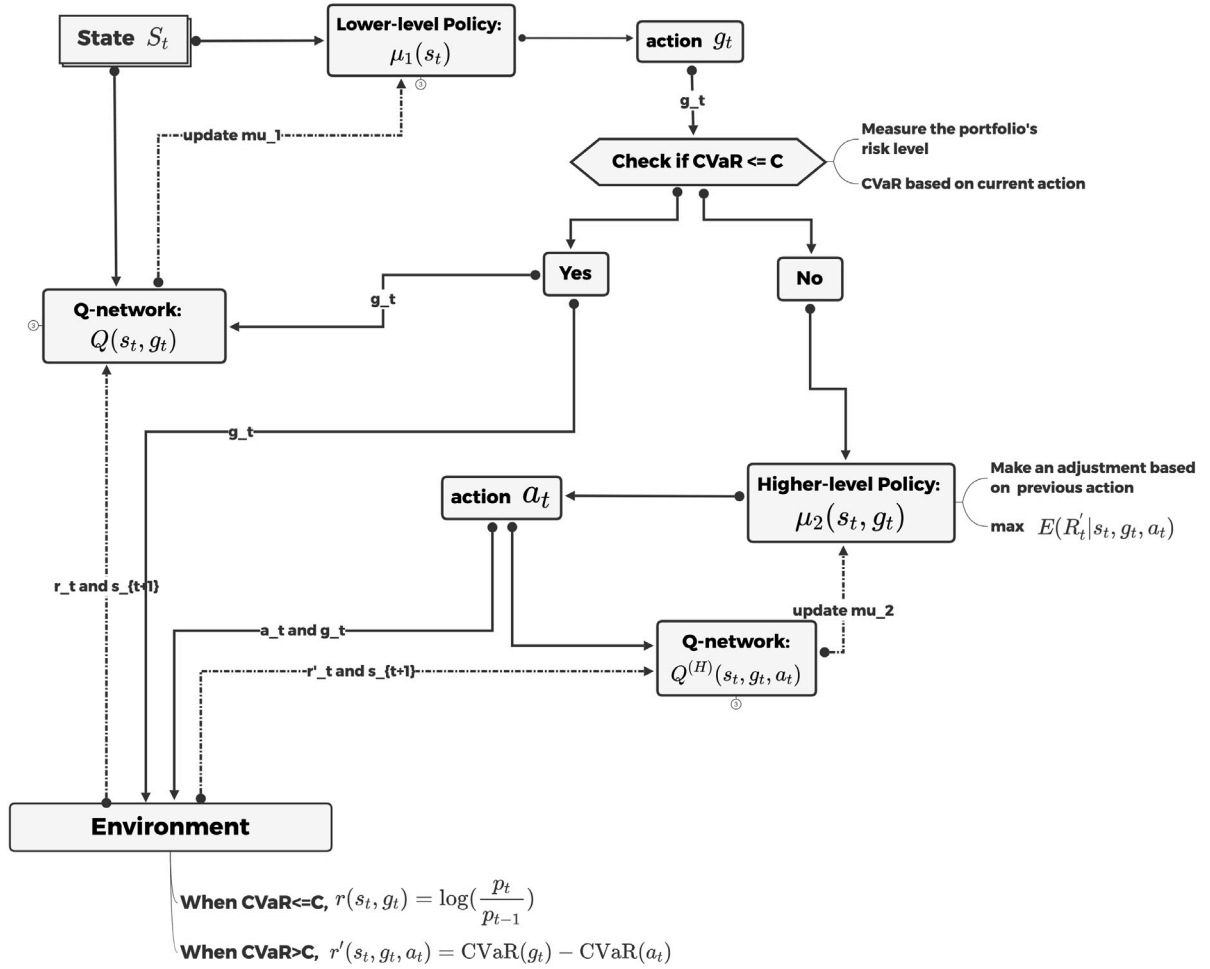 State S_t
Lower-level Policy:
μ_1(s_t)
3
action g_t
g_t
update mu_1
Check if CVaR <= C
Measure the portfolio's
risk level
CVaR based on current action
Yes
No
g_t
Q-network:
Q(s_t, g_t)
3
g_t
Higher-level Policy:
μ_2(s_t, g_t)
Make an adjustment based
on previous action
max E(R'_t|s_t, g_t, a_t)
action a_t
r_t and s_{t+1}
update mu_2
a_t and g_t
Q-network:
Q^{(H)}(s_t, g_t, a_t)
3
r'_t and s_{t+1}
Environment
When CVaR<=C, r(s_t, g_t) = log(p_t / p_{t-1})
When CVaR>C, r'(s_t, g_t, a_t) = CVaR(g_t) − CVaR(a_t)